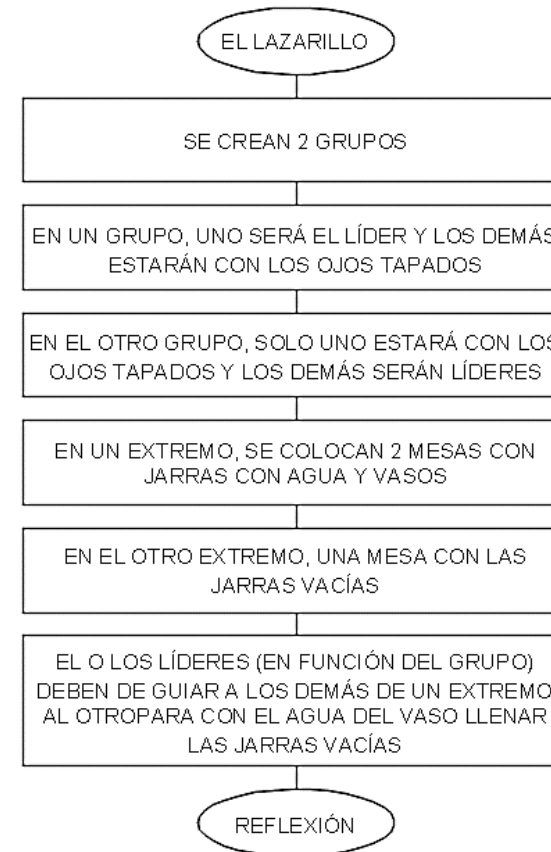 EL LAZARILLO
SE CREAN 2 GRUPOS
EN UN GRUPO, UNO SERÁ EL LÍDER Y LOS DEMÁS
ESTARÁN CON LOS OJOS TAPADOS
EN EL OTRO GRUPO, SOLO UNO ESTARÁ CON LOS
OJOS TAPADOS Y LOS DEMÁS SERÁN LÍDERES
EN UN EXTREMO, SE COLOCAN 2 MESAS CON
JARRAS CON AGUA Y VASOS
EN EL OTRO EXTREMO, UNA MESA CON LAS
JARRAS VACÍAS
EL O LOS LÍDERES (EN FUNCIÓN DEL GRUPO)
DEBEN DE GUIAR A LOS DEMÁS DE UN EXTREMO
AL OTROPARA CON EL AGUA DEL VASO LLENAR
LAS JARRAS VACÍAS
REFLEXIÓN